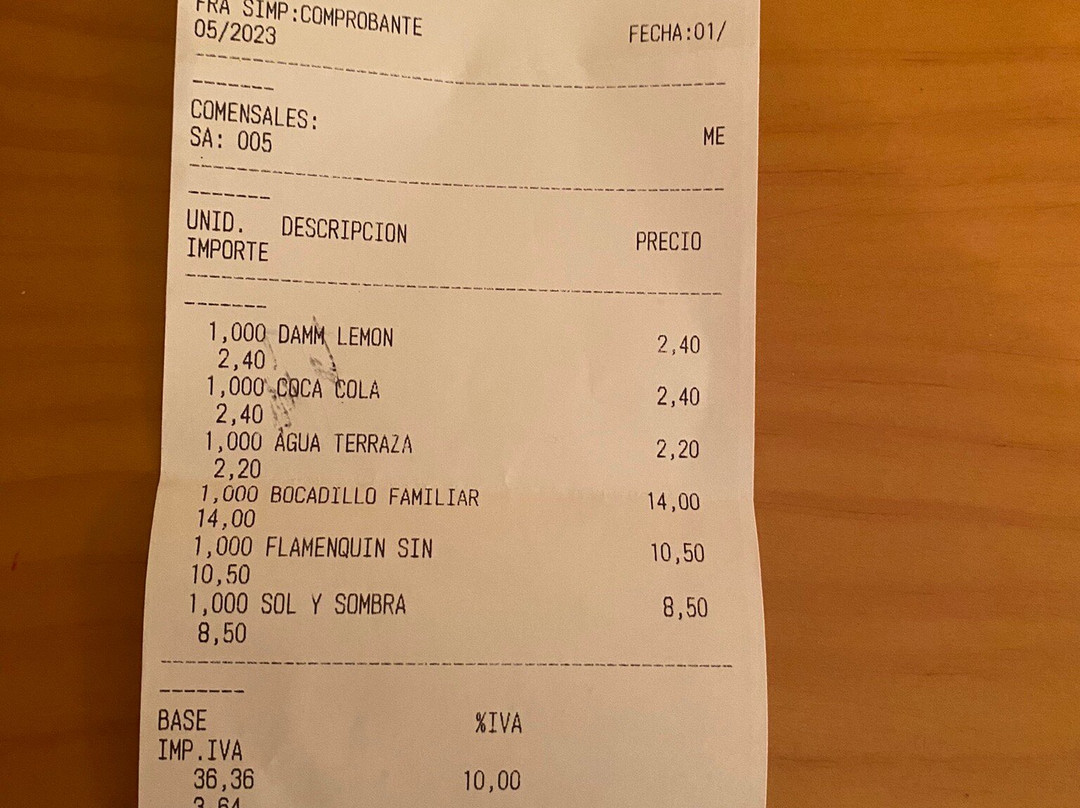 FRA SIMP:COMPROBANTE FECHA:01/
05/2023
COMENSALES: ME
SA: 005
UNID. DESCRIPCION PRECIO
IMPORTE
1,000 DAMM LEMON 2,40
2,40
1,000 COCA COLA 2,40
2,40
1,000 AGUA TERRAZA 2,20
2,20
1,000 BOCADILLO FAMILIAR 14,00
14,00
1,000 FLAMENQUIN SIN 10,50
10,50
1,000 SOL Y SOMBRA 8,50
8,50
BASE %IVA
IMP.IVA
36,36 10,00
3,64